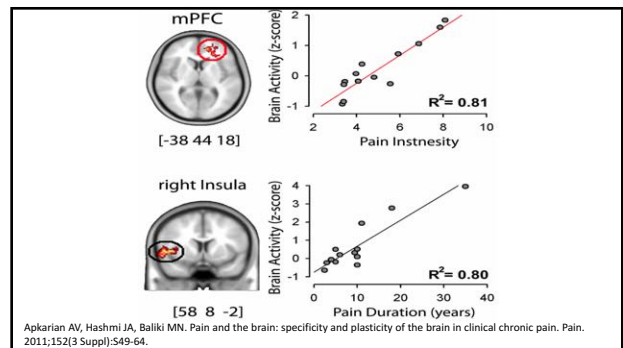 mPFC
[-38 44 18]
Brain Activity (z-score)
2
1
0
-1
R²= 0.81
2 4 6 8 10
Pain Instnesity
right Insula
[58 8 -2]
Brain Activity (z-score)
4
3
2
1
0
-1
R²= 0.80
0 10 20 30 40
Pain Duration (years)
Apkarian AV, Hashmi JA, Baliki MN. Pain and the brain: specificity and plasticity of the brain in clinical chronic pain. Pain.
2011;152(3 Suppl):S49-64.